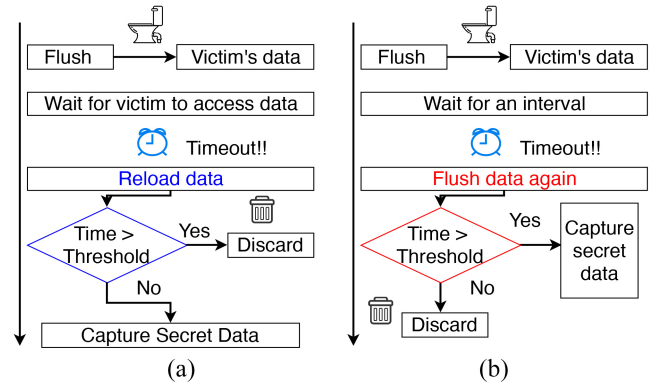 Flush
Victim's data
Wait for victim to access data
Timeout!!
Reload data
Time >
Threshold
Yes
Discard
No
Capture Secret Data
(a)
Flush
Victim's data
Wait for an interval
Timeout!!
Flush data again
Time >
Threshold
Yes
Capture
secret
data
No
Discard
(b)